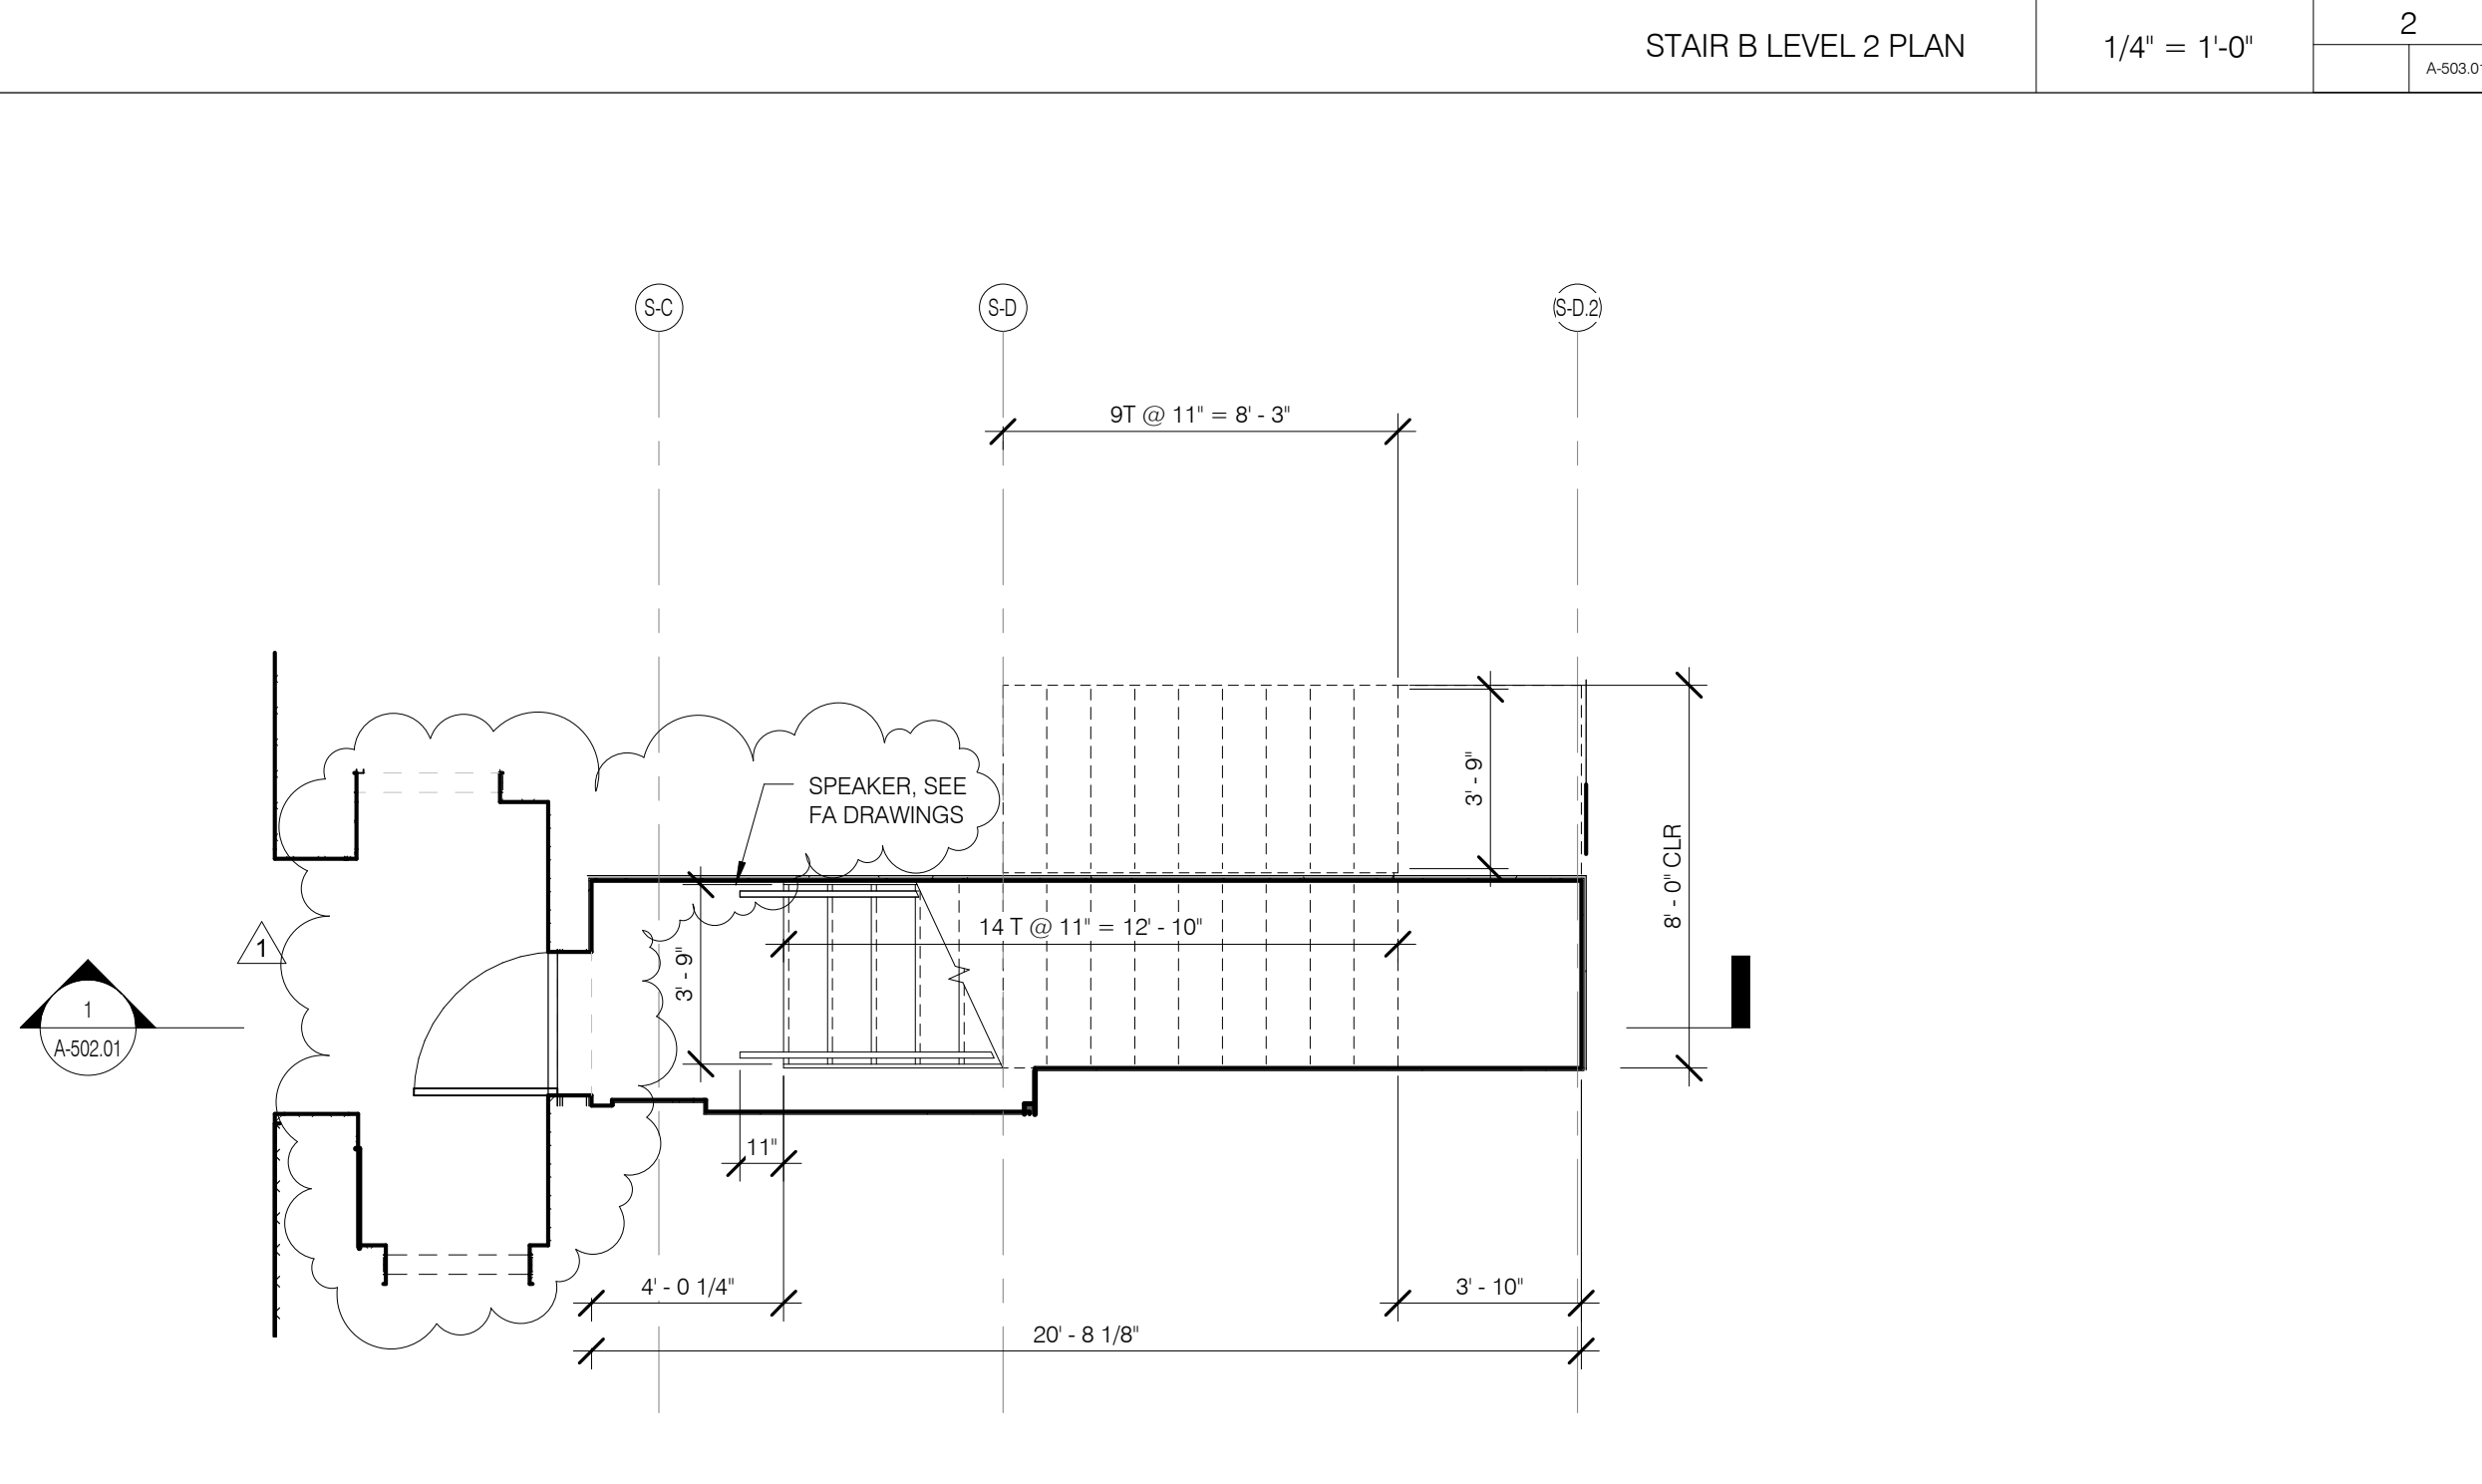 STAIR B LEVEL 2 PLAN
1/4" = 1'-0"
2
A-503.01
S-C
S-D
S-D.2
9T @ 11" = 8' - 3"
3' - 9"
8' - 0" CLR
SPEAKER, SEE
FA DRAWINGS
14 T @ 11" = 12' - 10"
3' - 9"
1
1
A-502.01
11"
4' - 0 1/4"
3' - 10"
20' - 8 1/8"